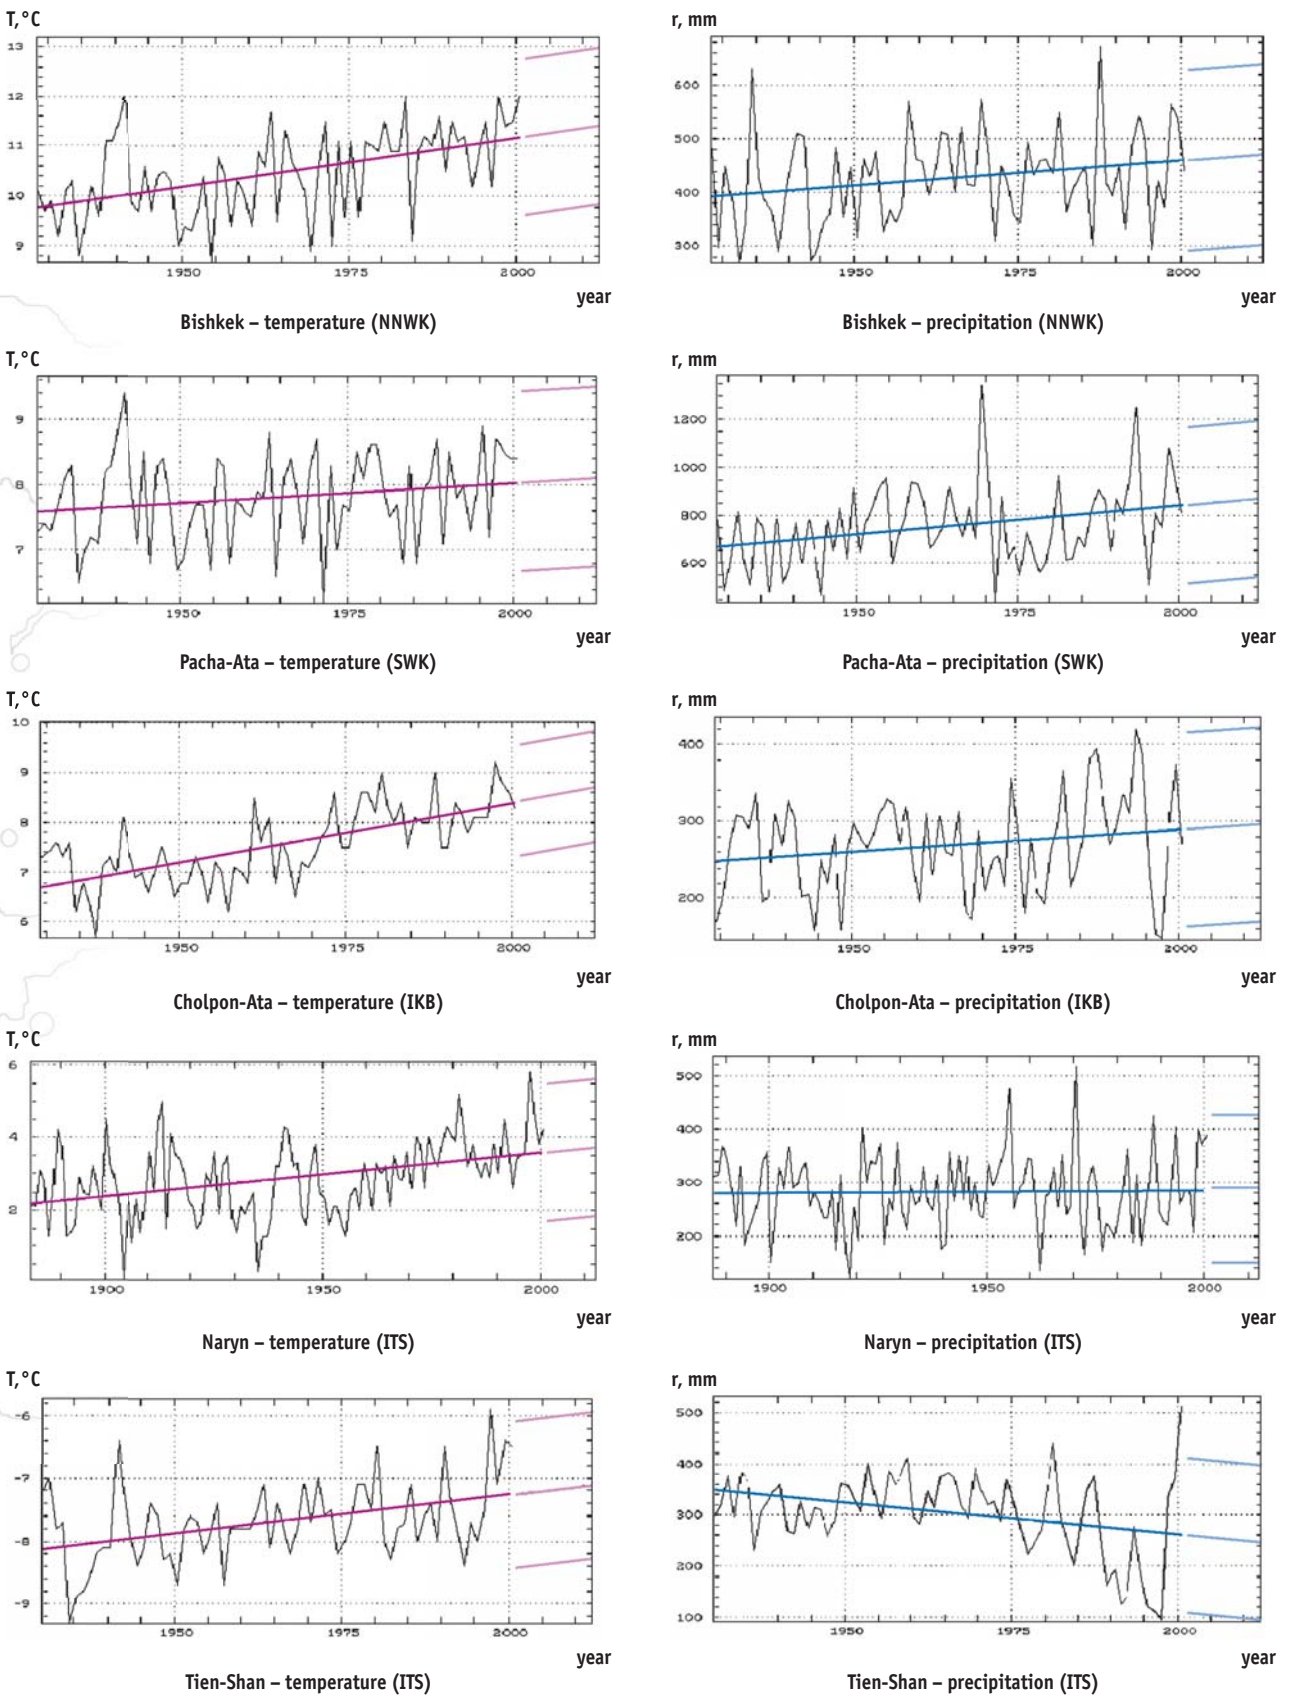 T,°C
13
12
11
10
9
1950
1975
2000
year
Bishkek – temperature (NNWK)
r, mm
600
500
400
300
1950
1975
2000
year
Bishkek – precipitation (NNWK)
T,°C
9
8
7
1950
1975
2000
year
Pacha-Ata – temperature (SWK)
r, mm
1200
1000
800
600
1950
1975
2000
year
Pacha-Ata – precipitation (SWK)
T,°C
10
9
8
7
6
1950
1975
2000
year
Cholpon-Ata – temperature (IKB)
r, mm
400
300
200
1950
1975
2000
year
Cholpon-Ata – precipitation (IKB)
T,°C
6
4
2
1900
1950
2000
year
Naryn – temperature (ITS)
r, mm
500
400
300
200
1900
1950
2000
year
Naryn – precipitation (ITS)
T,°C
-6
-7
-8
-9
1950
1975
2000
year
Tien-Shan – temperature (ITS)
r, mm
500
400
300
200
100
1950
1975
2000
year
Tien-Shan – precipitation (ITS)